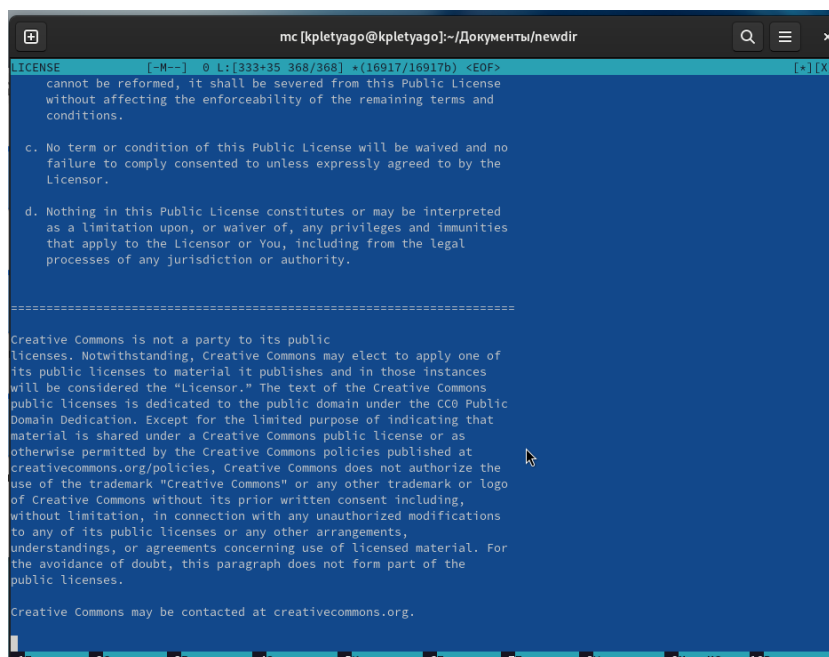 mc [kpletyago@kpletyago]:~/Документы/newdir
LICENSE [-M--] 0 L:[333+35 368/368] *(16917/16917b) <EOF> [*][X
cannot be reformed, it shall be severed from this Public License
without affecting the enforceability of the remaining terms and
conditions.
c. No term or condition of this Public License will be waived and no
failure to comply consented to unless expressly agreed to by the
Licensor.
d. Nothing in this Public License constitutes or may be interpreted
as a limitation upon, or waiver of, any privileges and immunities
that apply to the Licensor or You, including from the legal
processes of any jurisdiction or authority.
=======================================================================
Creative Commons is not a party to its public
licenses. Notwithstanding, Creative Commons may elect to apply one of
its public licenses to material it publishes and in those instances
will be considered the “Licensor.” The text of the Creative Commons
public licenses is dedicated to the public domain under the CC0 Public
Domain Dedication. Except for the limited purpose of indicating that
material is shared under a Creative Commons public license or as
otherwise permitted by the Creative Commons policies published at
creativecommons.org/policies, Creative Commons does not authorize the
use of the trademark "Creative Commons" or any other trademark or logo
of Creative Commons without its prior written consent including,
without limitation, in connection with any unauthorized modifications
to any of its public licenses or any other arrangements,
understandings, or agreements concerning use of licensed material. For
the avoidance of doubt, this paragraph does not form part of the
public licenses.
Creative Commons may be contacted at creativecommons.org.